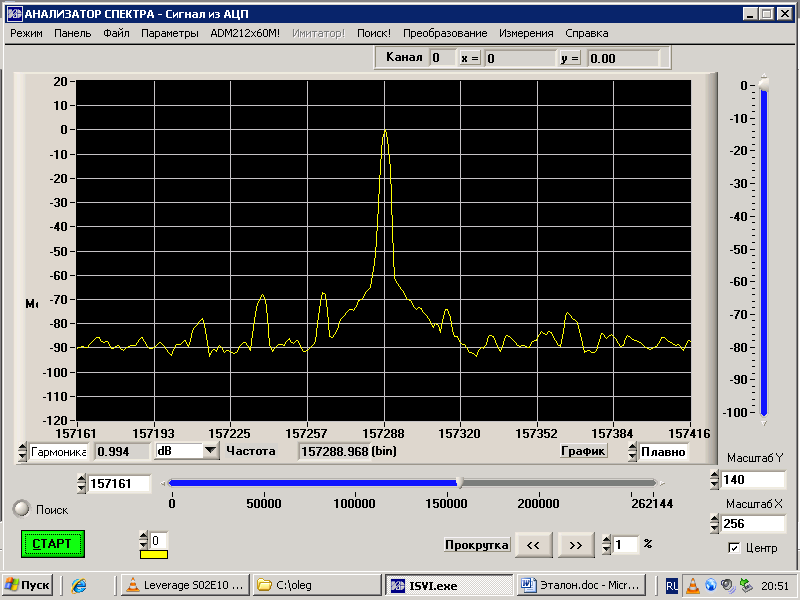 АНАЛИЗАТОР СПЕКТРА - Сигнал из АЦП
Режим Панель Файл Параметры ADM212x60M! Имитатор! Поиск! Преобразование Измерения Справка
Канал 0 x = 0 y = 0.00
20
10
0
-10
-20
-30
-40
-50
-60
-70
-80
-90
-100
-110
-120
157161 157193 157225 157257 157288 157320 157352 157384 157416
0
-10
-20
-30
-40
-50
-60
-70
-80
-90
-100
Гармоника 0.994 dB Частота 157288.968 (bin) График Плавно
Масштаб Y
140
157161
0 50000 100000 150000 200000 262144
Масштаб X
256
Поиск
СТАРТ
0
Прокрутка << >> 1 %
Центр
Пуск Leverage S02E10 ... C:\oleg ISVI.exe Эталон.doc - Micr... RU 20:51